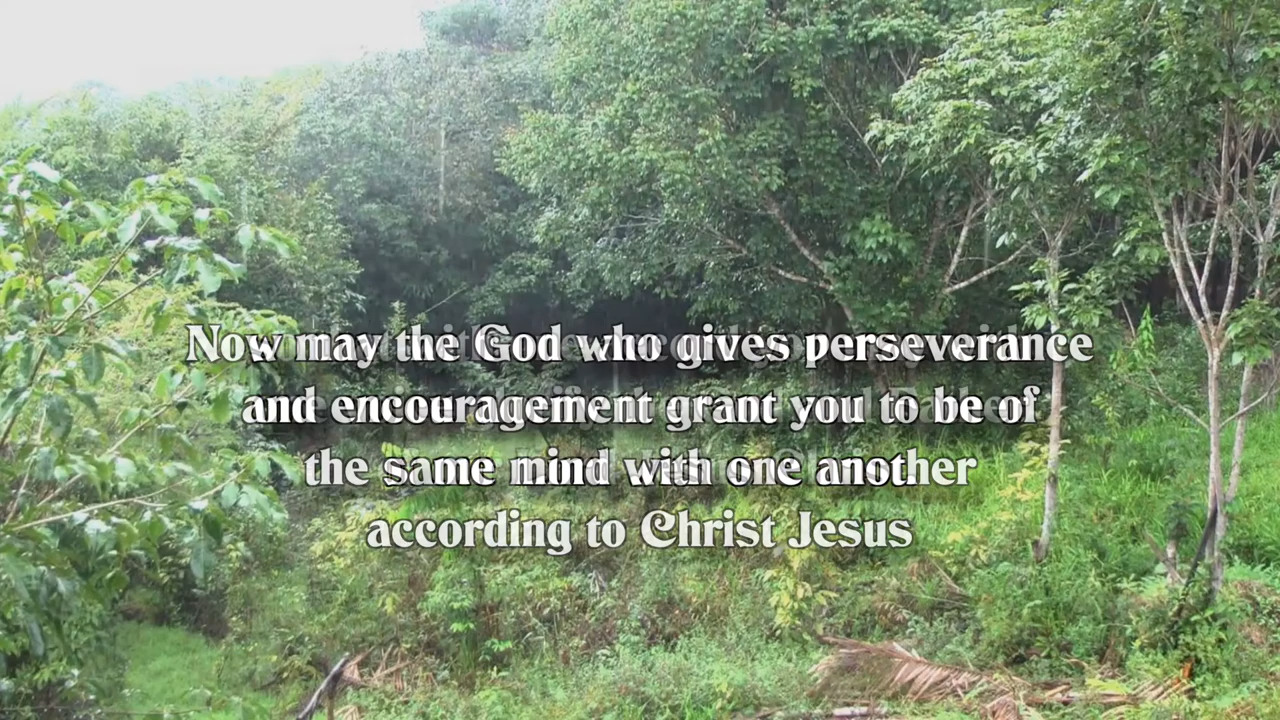 Now may the God who gives perseverance
and encouragement grant you to be of
the same mind with one another
according to Christ Jesus